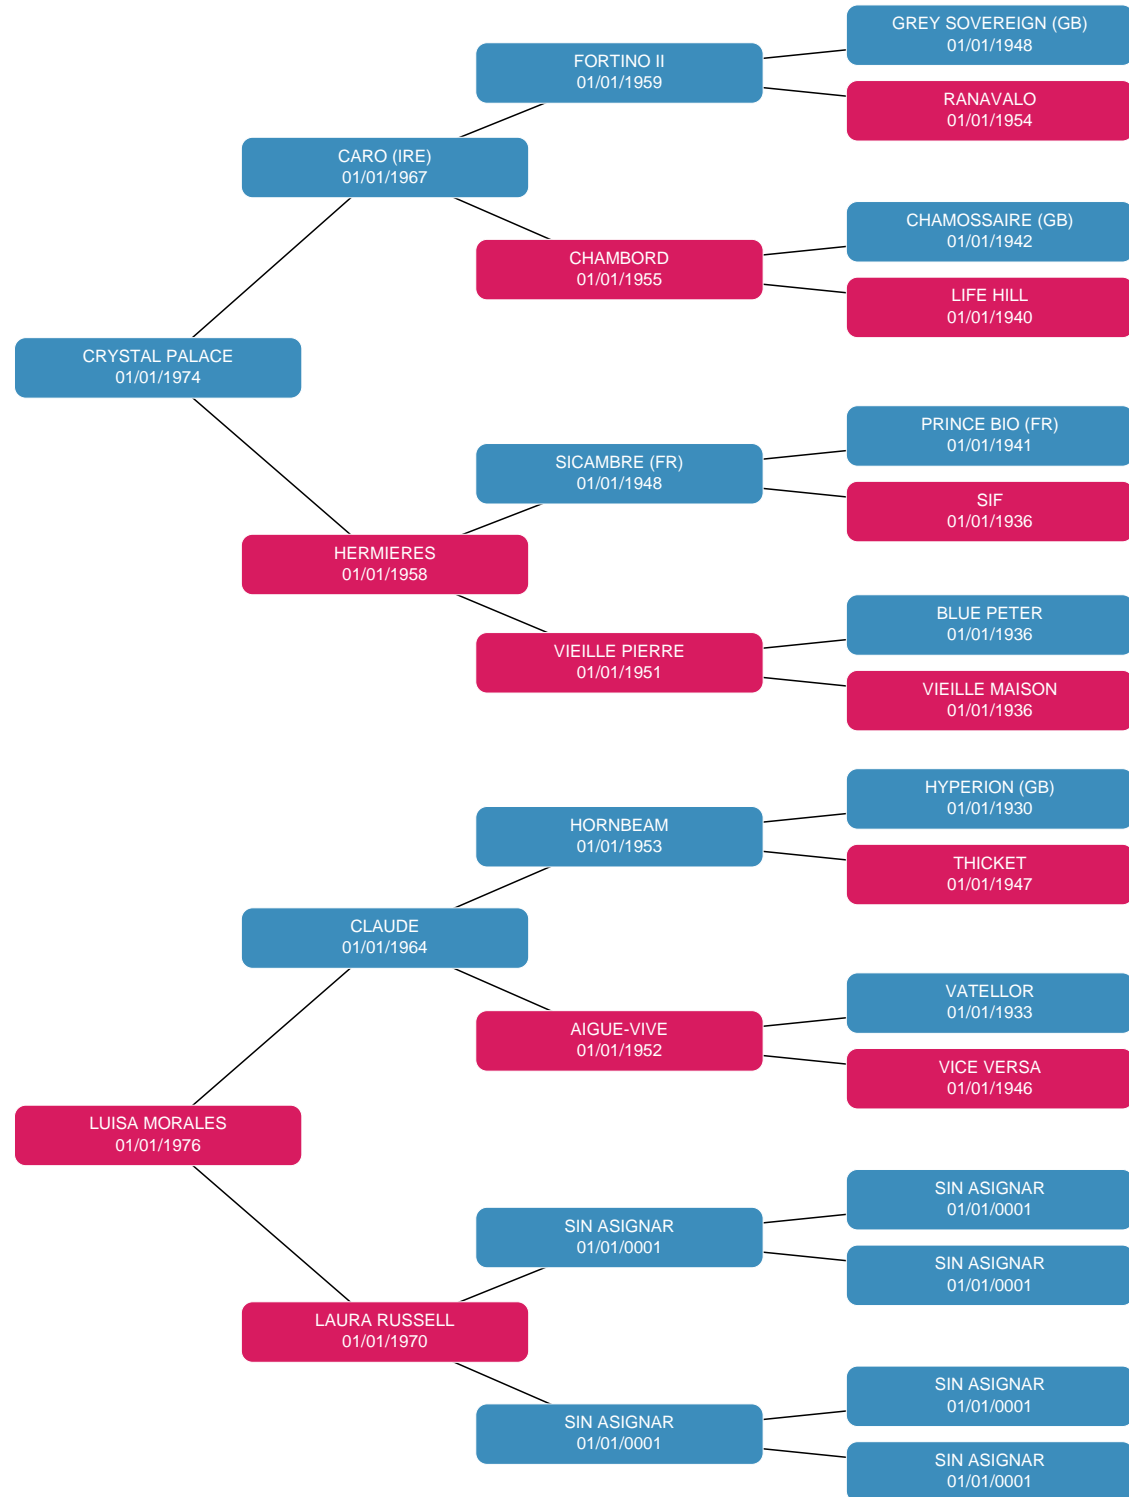 GREY SOVEREIGN (GB)
01/01/1948
FORTINO II
01/01/1959
RANAVALO
01/01/1954
CARO (IRE)
01/01/1967
CHAMOSSAIRE (GB)
01/01/1942
CHAMBORD
01/01/1955
LIFE HILL
01/01/1940
CRYSTAL PALACE
01/01/1974
PRINCE BIO (FR)
01/01/1941
SICAMBRE (FR)
01/01/1948
SIF
01/01/1936
HERMIERES
01/01/1958
BLUE PETER
01/01/1936
VIEILLE PIERRE
01/01/1951
VIEILLE MAISON
01/01/1936
HYPERION (GB)
01/01/1930
HORNBEAM
01/01/1953
THICKET
01/01/1947
CLAUDE
01/01/1964
VATELLOR
01/01/1933
AIGUE-VIVE
01/01/1952
VICE VERSA
01/01/1946
LUISA MORALES
01/01/1976
SIN ASIGNAR
01/01/0001
SIN ASIGNAR
01/01/0001
SIN ASIGNAR
01/01/0001
LAURA RUSSELL
01/01/1970
SIN ASIGNAR
01/01/0001
SIN ASIGNAR
01/01/0001
SIN ASIGNAR
01/01/0001